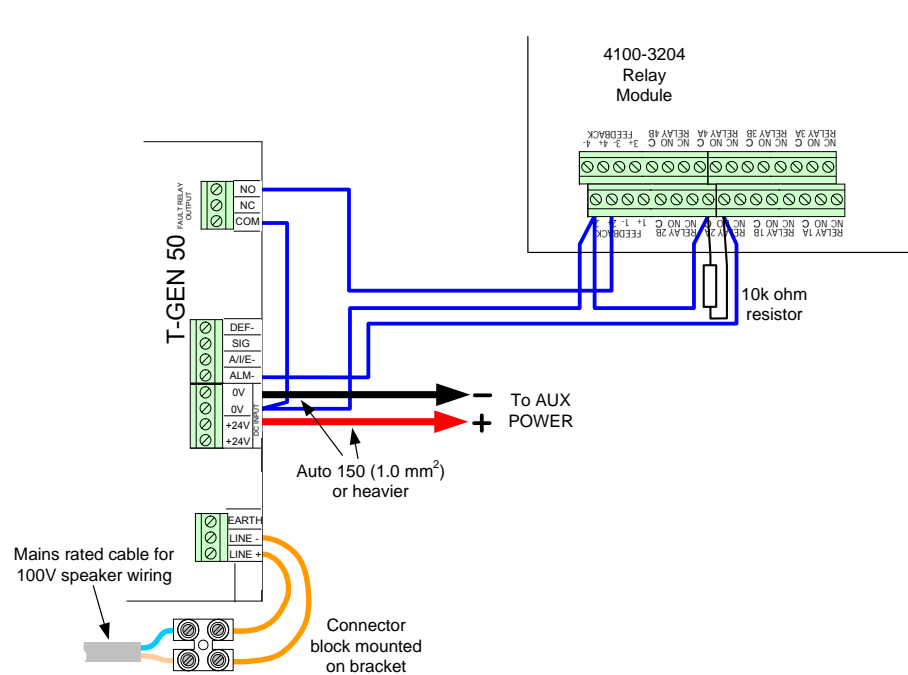 4100-3204
Relay
Module
FEEDBACK
RELAY 4B
RELAY 4A
RELAY 3B
RELAY 3A
4- 4+ 3- 3+ C NO NC C NO NC C NO NC C NO NC
2- 2+ 1- 1+ C NO NC C NC C NO NC C NO NC
FEEDBACK
RELAY 2B
RELAY 2A
RELAY 1B
RELAY 1A
10k ohm
resistor
T-GEN 50
FAULT RELAY
OUTPUT
NO
NC
COM
DEF-
SIG
A/I/E-
ALM-
0V
0V
+24V
+24V
DC INPUT
-
+
To AUX
POWER
Auto 150 (1.0 mm²)
or heavier
EARTH
LINE -
LINE +
Mains rated cable for
100V speaker wiring
Connector
block mounted
on bracket